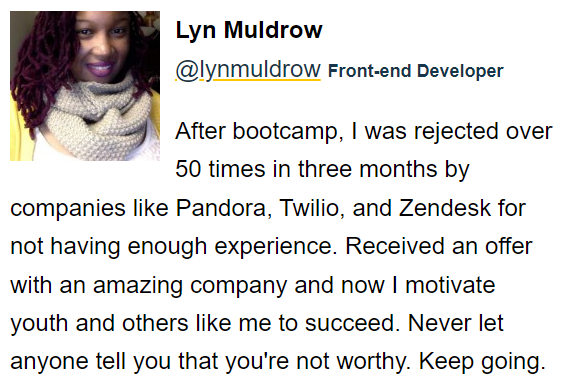 Lyn Muldrow
@lynmuldrow Front-end Developer
After bootcamp, I was rejected over
50 times in three months by
companies like Pandora, Twilio, and Zendesk for
not having enough experience. Received an offer
with an amazing company and now I motivate
youth and others like me to succeed. Never let
anyone tell you that you're not worthy. Keep going.